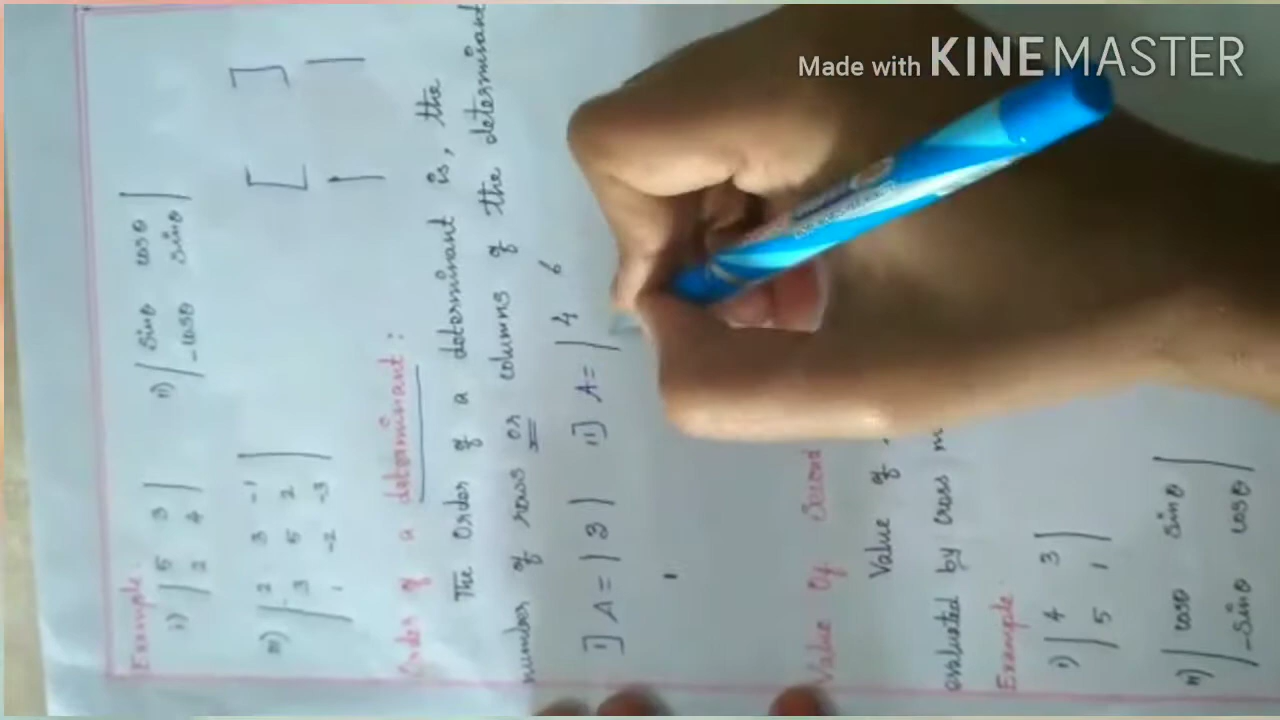 Made with KINEMASTER
Example:
i) | 5 3 | ii) | sinθ cosθ |
| 2 4 | | -cosθ sinθ |
iii) | 2 3 -1 | [ ]
| 3 5 2 | | |
| 1 -2 -3 |
Order of a determinant:
The order of a determinant is, the
number of rows or columns of the determinant
i] A = | 3 | ii] A = | 4 6
Value Of Second
Value of
evaluated by cross
Example
i) | 4 3 |
| 5 1 |
ii) | cosθ sinθ |
| -sinθ cosθ |